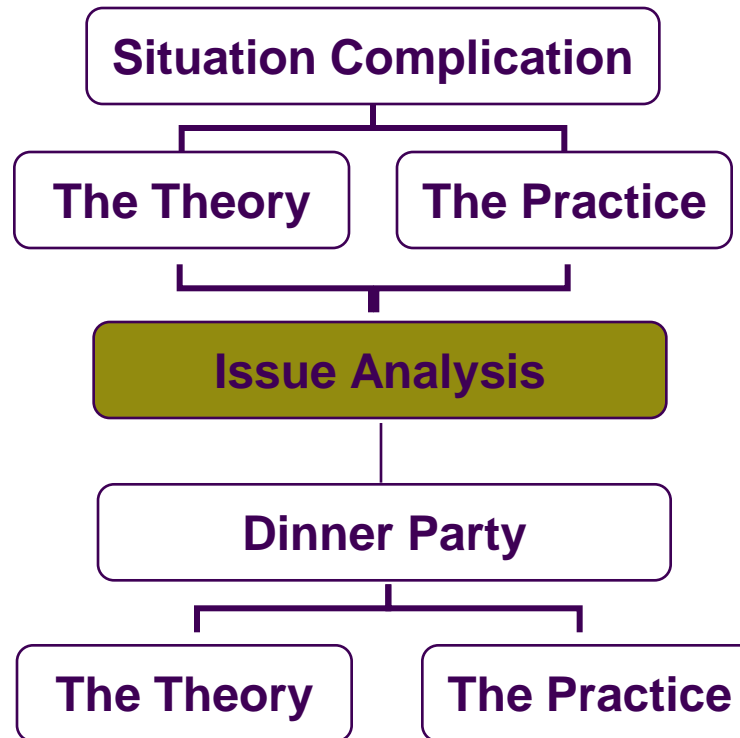 Situation Complication
The Theory
The Practice
Issue Analysis
Dinner Party
The Theory
The Practice